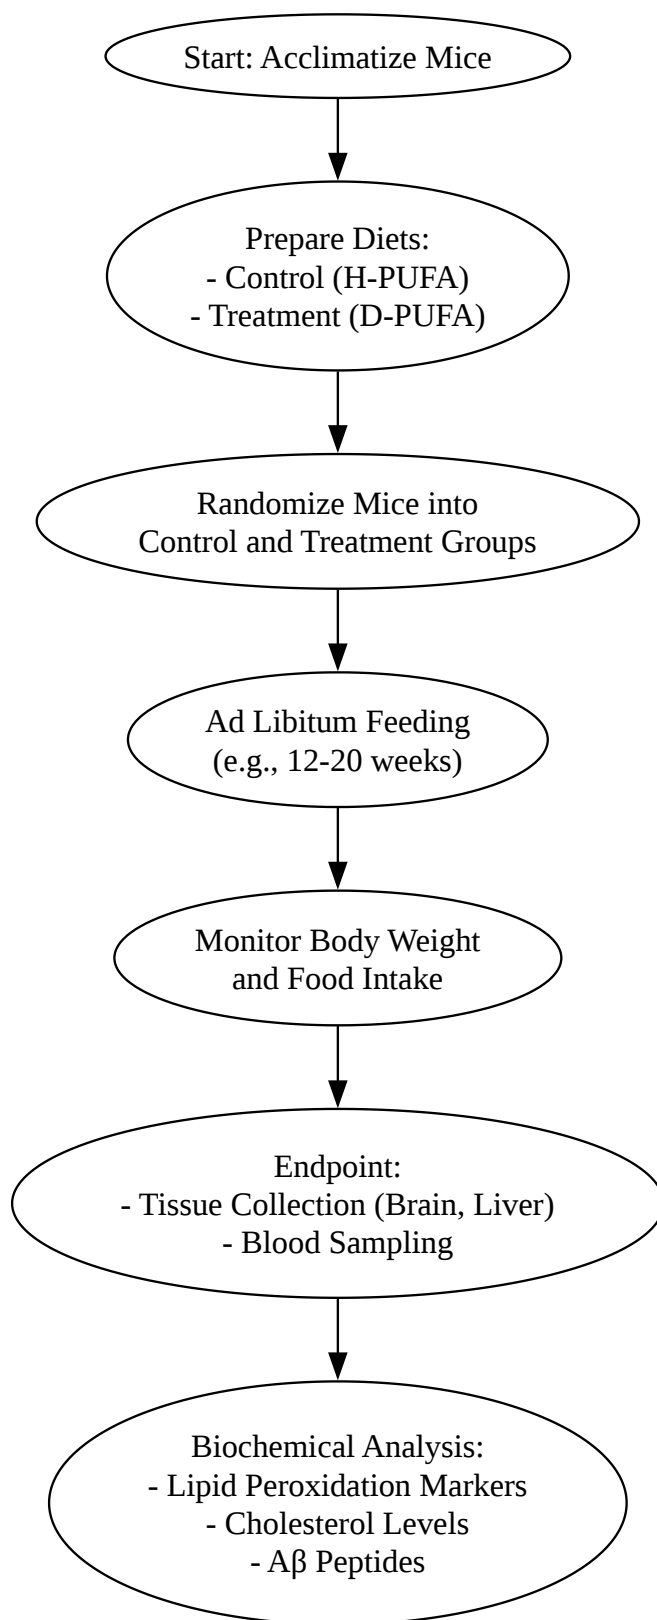 Start: Acclimatize Mice
Prepare Diets:
- Control (H-PUFA)
- Treatment (D-PUFA)
Randomize Mice into
Control and Treatment Groups
Ad Libitum Feeding
(e.g., 12-20 weeks)
Monitor Body Weight
and Food Intake
Endpoint:
- Tissue Collection (Brain, Liver)
- Blood Sampling
Biochemical Analysis:
- Lipid Peroxidation Markers
- Cholesterol Levels
- Aβ Peptides